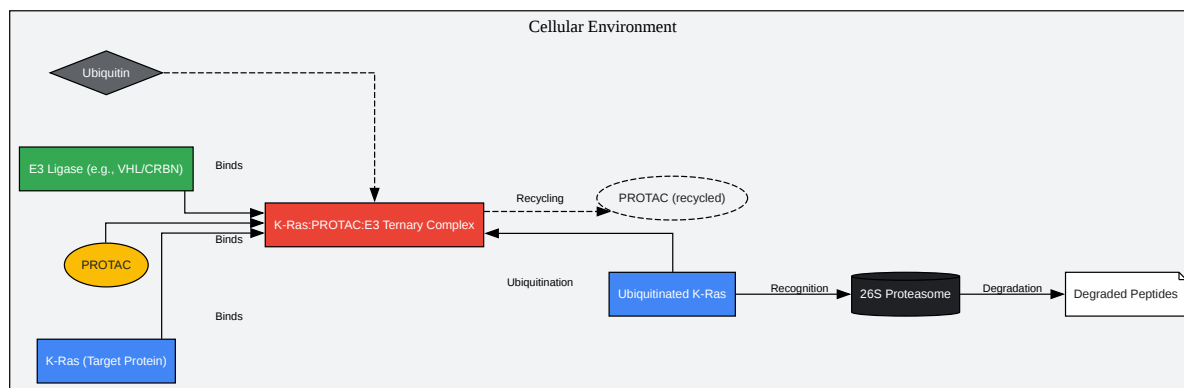 Cellular Environment
Ubiquitin
E3 Ligase (e.g., VHL/CRBN)
Binds
Recycling
PROTAC (recycled)
K-Ras:PROTAC:E3 Ternary Complex
Binds
PROTAC
Ubiquitination
Ubiquitinated K-Ras
Recognition
26S Proteasome
Degradation
Degraded Peptides
Binds
K-Ras (Target Protein)